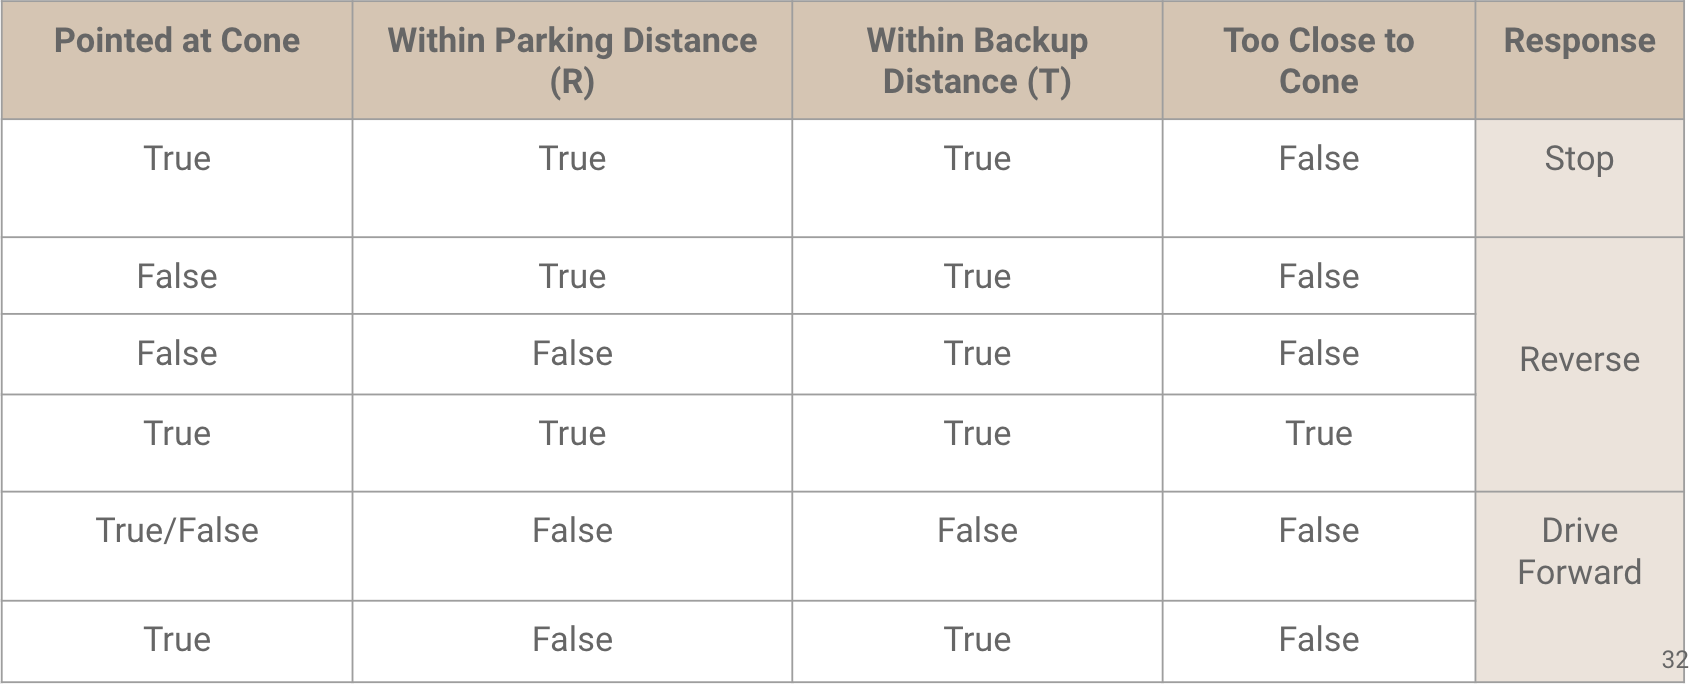 Pointed at Cone | Within Parking Distance (R) | Within Backup Distance (T) | Too Close to Cone | Response
True | True | True | False | Stop
False | True | True | False | Reverse
False | False | True | False
True | True | True | True
True/False | False | False | False | Drive Forward
True | False | True | False
32